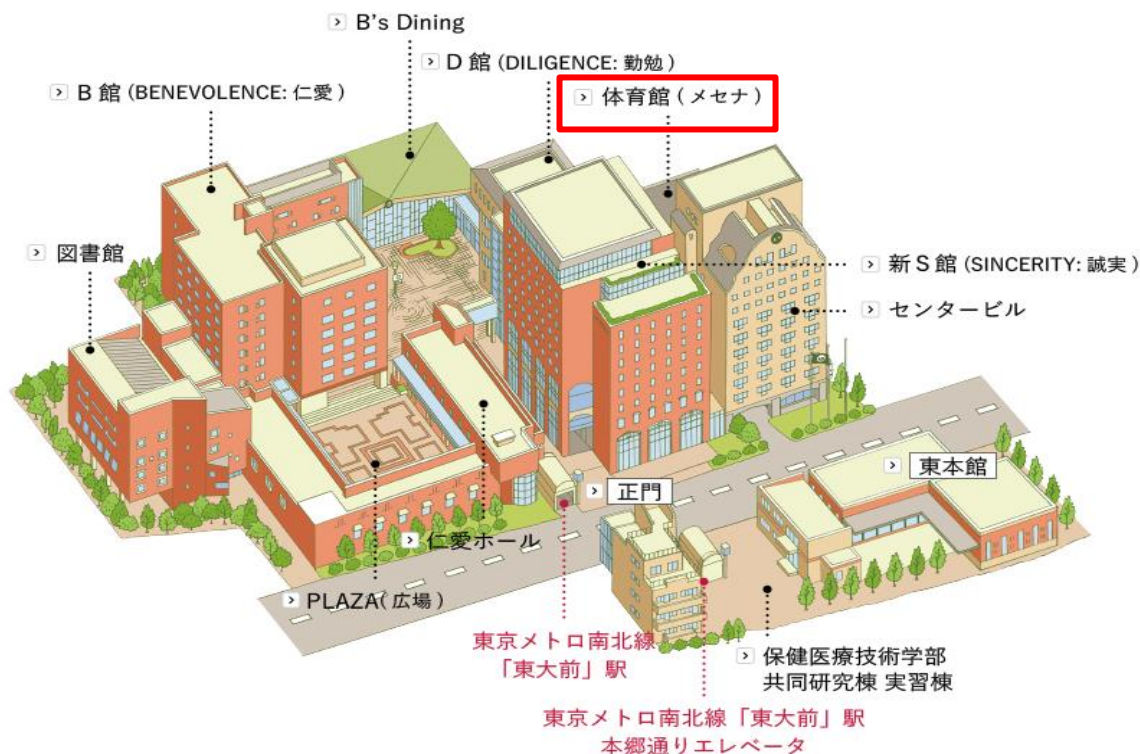 B's Dining
D 館 (DILIGENCE: 勤勉)
体育館 (メセナ)
B 館 (BENEVOLENCE: 仁愛)
図書館
新 S 館 (SINCERITY: 誠実)
センタービル
東本館
正門
仁愛ホール
PLAZA(広場)
東京メトロ南北線
「東大前」駅
保健医療技術学部
共同研究棟 実習棟
東京メトロ南北線「東大前」駅
本郷通りエレベータ